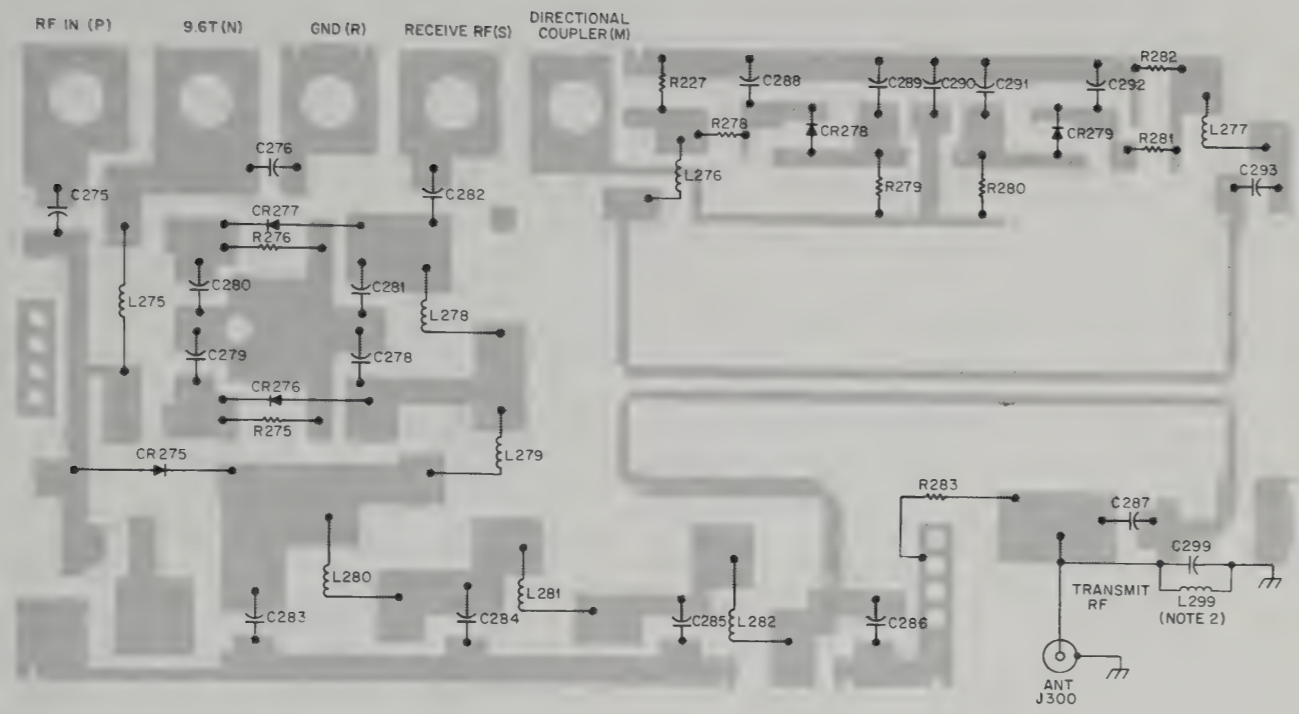 RF IN (P)
9.6T (N)
GND (R)
RECEIVE RF(S)
DIRECTIONAL
COUPLER(M)
R227
C288
C289
C290
C291
C292
R282
R278
CR278
CR279
R281
L277
C276
L276
C275
C282
R279
R280
C293
CR277
R276
L275
C280
C281
L278
C279
C278
CR276
R275
CR275
L279
R283
C287
C299
L280
L281
TRANSMIT
RF
L299
(NOTE 2)
C283
C284
C285
L282
C286
ANT
J300